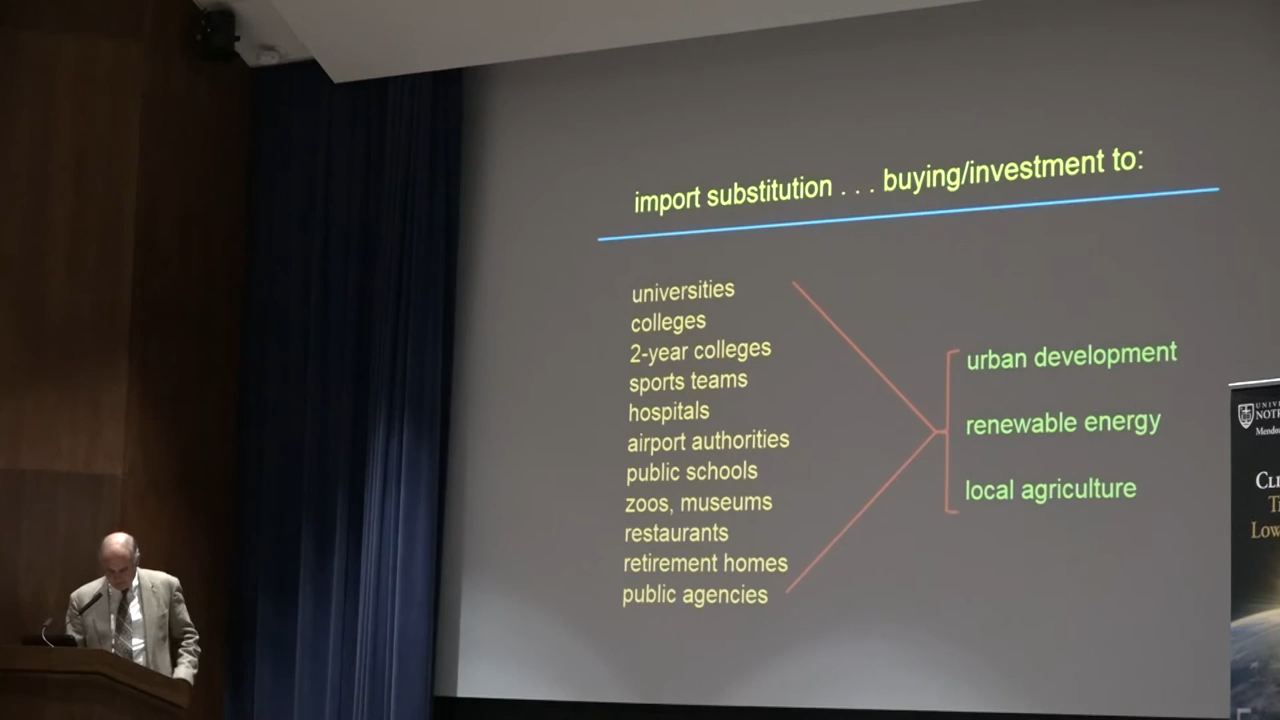 import substitution . . . buying/investment to:
universities
colleges
2-year colleges
sports teams
hospitals
airport authorities
public schools
zoos, museums
restaurants
retirement homes
public agencies
urban development
renewable energy
local agriculture